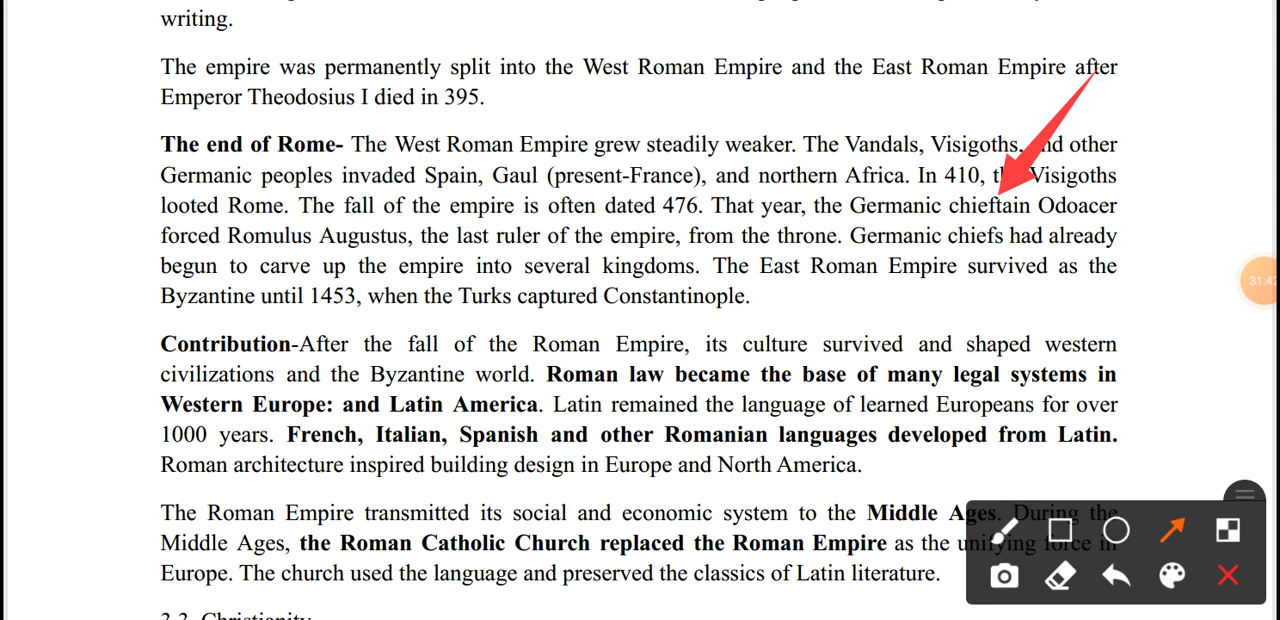 writing.
The empire was permanently split into the West Roman Empire and the East Roman Empire after
Emperor Theodosius I died in 395.
The end of Rome- The West Roman Empire grew steadily weaker. The Vandals, Visigoths, and other
Germanic peoples invaded Spain, Gaul (present-France), and northern Africa. In 410, the Visigoths
looted Rome. The fall of the empire is often dated 476. That year, the Germanic chieftain Odoacer
forced Romulus Augustus, the last ruler of the empire, from the throne. Germanic chiefs had already
begun to carve up the empire into several kingdoms. The East Roman Empire survived as the
Byzantine until 1453, when the Turks captured Constantinople.
Contribution-After the fall of the Roman Empire, its culture survived and shaped western
civilizations and the Byzantine world. Roman law became the base of many legal systems in
Western Europe: and Latin America. Latin remained the language of learned Europeans for over
1000 years. French, Italian, Spanish and other Romanian languages developed from Latin.
Roman architecture inspired building design in Europe and North America.
The Roman Empire transmitted its social and economic system to the Middle Ages. During the
Middle Ages, the Roman Catholic Church replaced the Roman Empire as the unifying force in
Europe. The church used the language and preserved the classics of Latin literature.
Christianity